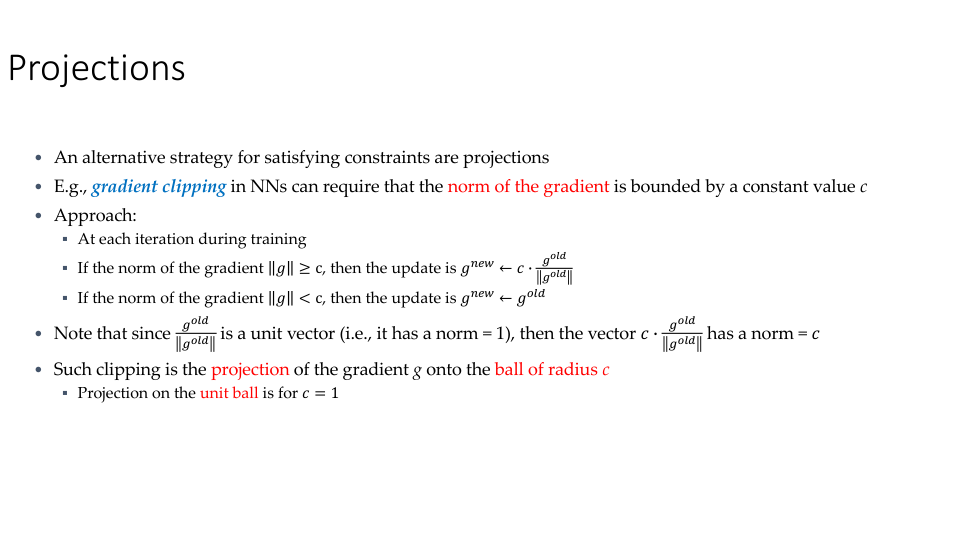 Projections
• An alternative strategy for satisfying constraints are projections
• E.g., gradient clipping in NNs can require that the norm of the gradient is bounded by a constant value c
• Approach:
▪ At each iteration during training
▪ If the norm of the gradient ‖g‖ ≥ c, then the update is g^{new} ← c · \frac{g^{old}}{‖g^{old}‖}
▪ If the norm of the gradient ‖g‖ < c, then the update is g^{new} ← g^{old}
• Note that since \frac{g^{old}}{‖g^{old}‖} is a unit vector (i.e., it has a norm = 1), then the vector c · \frac{g^{old}}{‖g^{old}‖} has a norm = c
• Such clipping is the projection of the gradient g onto the ball of radius c
▪ Projection on the unit ball is for c = 1